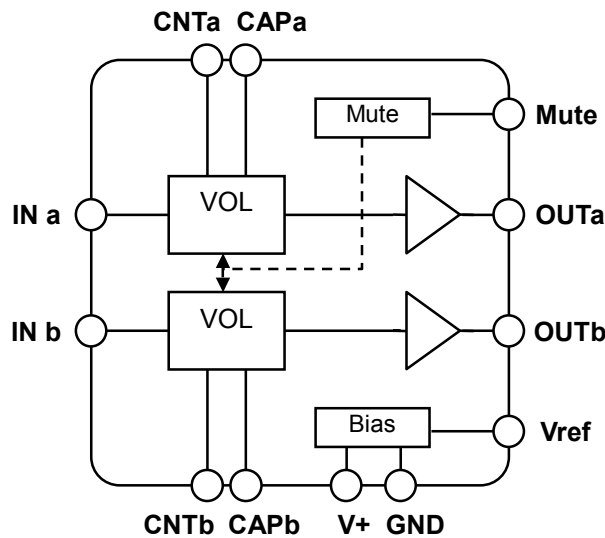 CNTa CAPa
Mute
Mute
VOL
IN a
OUTa
VOL
IN b
OUTb
Bias
Vref
CNTb CAPb V+ GND